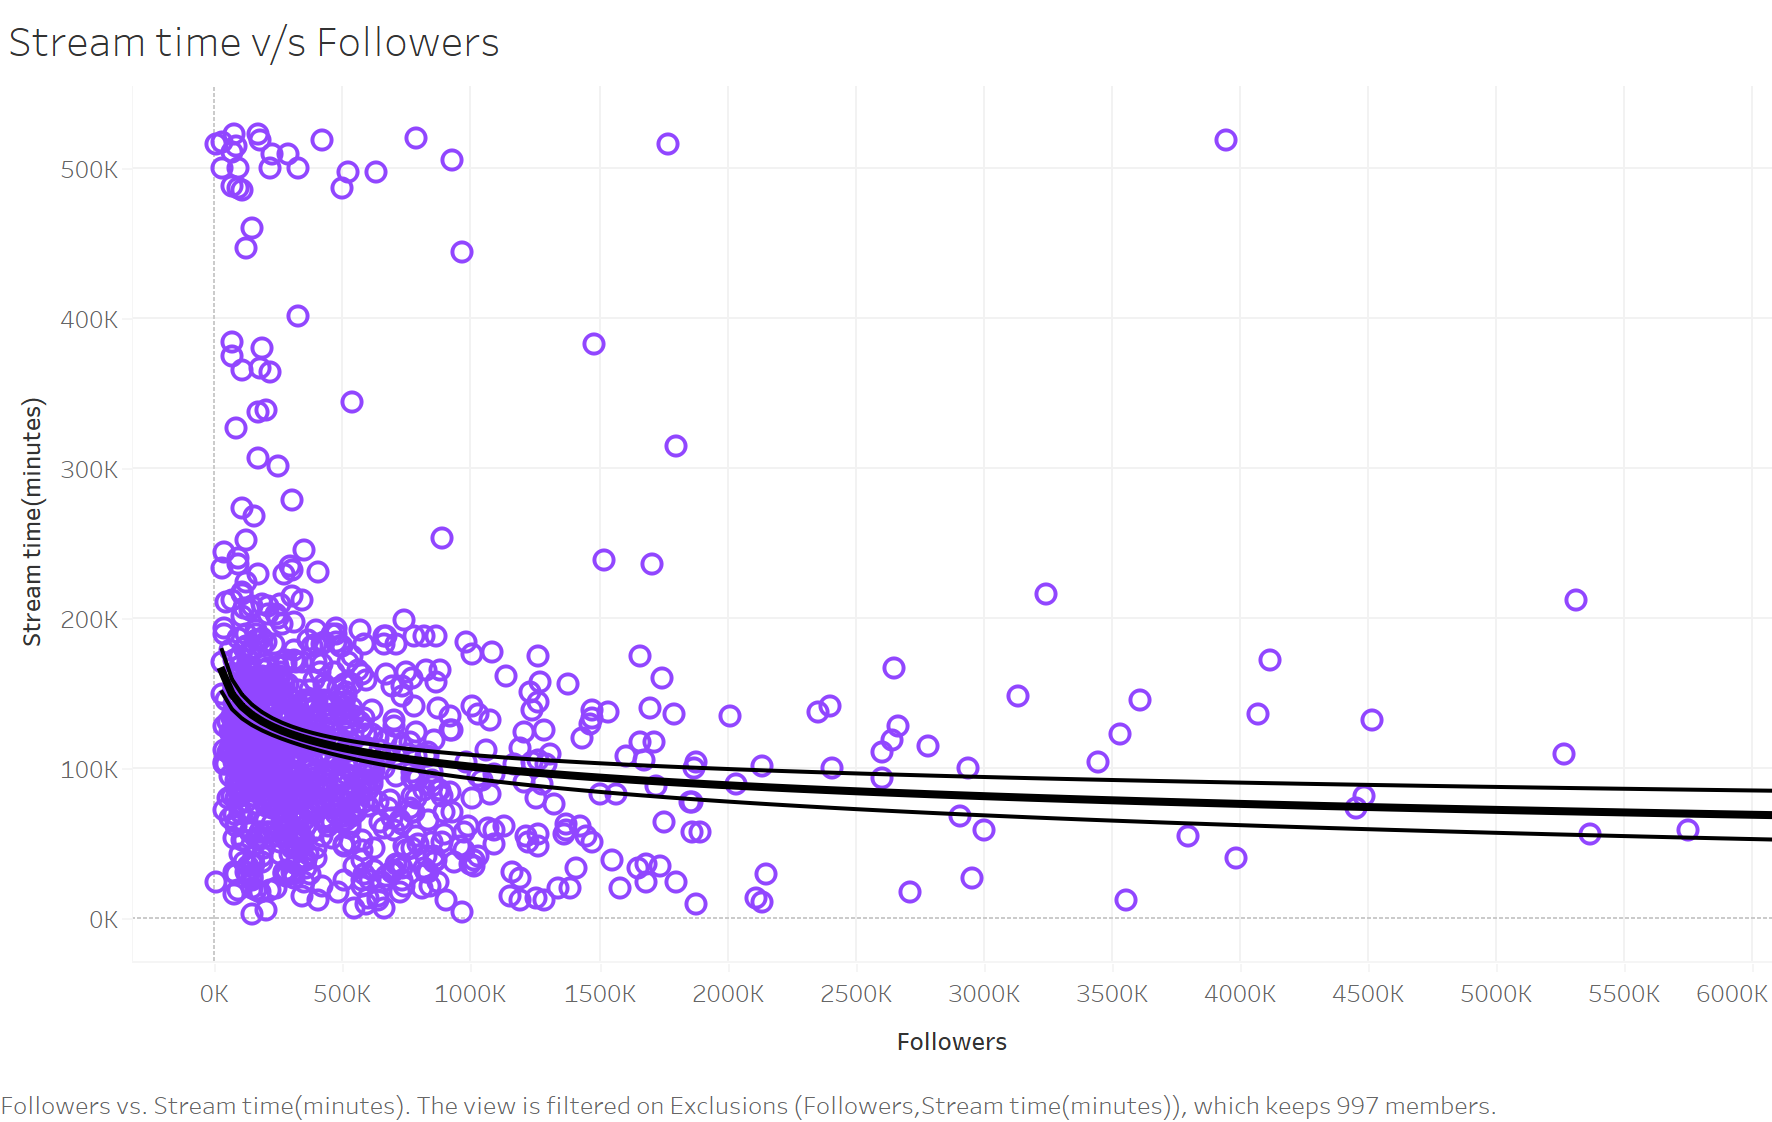 Stream time v/s Followers
500K
400K
300K
200K
100K
0K
Stream time(minutes)
0K 500K 1000K 1500K 2000K 2500K 3000K 3500K 4000K 4500K 5000K 5500K 6000K
Followers
Followers vs. Stream time(minutes). The view is filtered on Exclusions (Followers,Stream time(minutes)), which keeps 997 members.